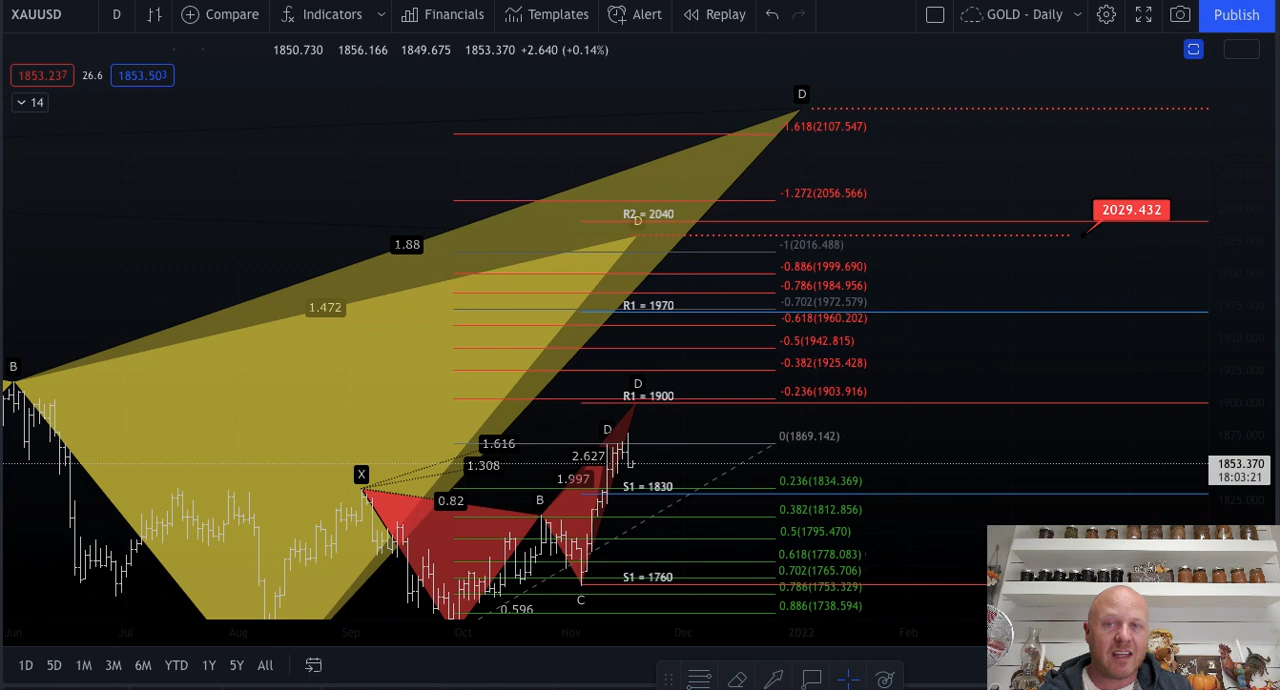 XAUUSD D Compare Indicators Financials Templates Alert Replay GOLD - Daily Publish
1850.730 1856.166 1849.675 1853.370 +2.640 (+0.14%)
1853.237 26.6 1853.503
14
D
-1.618(2107.547)
-1.272(2056.566)
2029.432
R2 = 2040
D
1.88
-1(2016.488)
-0.886(1999.690)
-0.786(1984.956)
-0.702(1972.579)
R1 = 1970
1.472
-0.618(1960.202)
-0.5(1942.815)
-0.382(1925.428)
B
D
-0.236(1903.916)
R1 = 1900
1900.000
D
0(1869.142)
1875.000
1.616
2.627
1.308
1853.370
18:03:21
X
1.997
0.236(1834.369)
S1 = 1830
0.82
B
1825.000
0.382(1812.856)
0.5(1795.470)
0.618(1778.083)
0.702(1765.706)
S1 = 1760
0.786(1753.329)
C
0.886(1738.594)
0.596
Jun Jul Aug Sep Oct Nov Dec 2022 Feb
1D 5D 1M 3M 6M YTD 1Y 5Y All